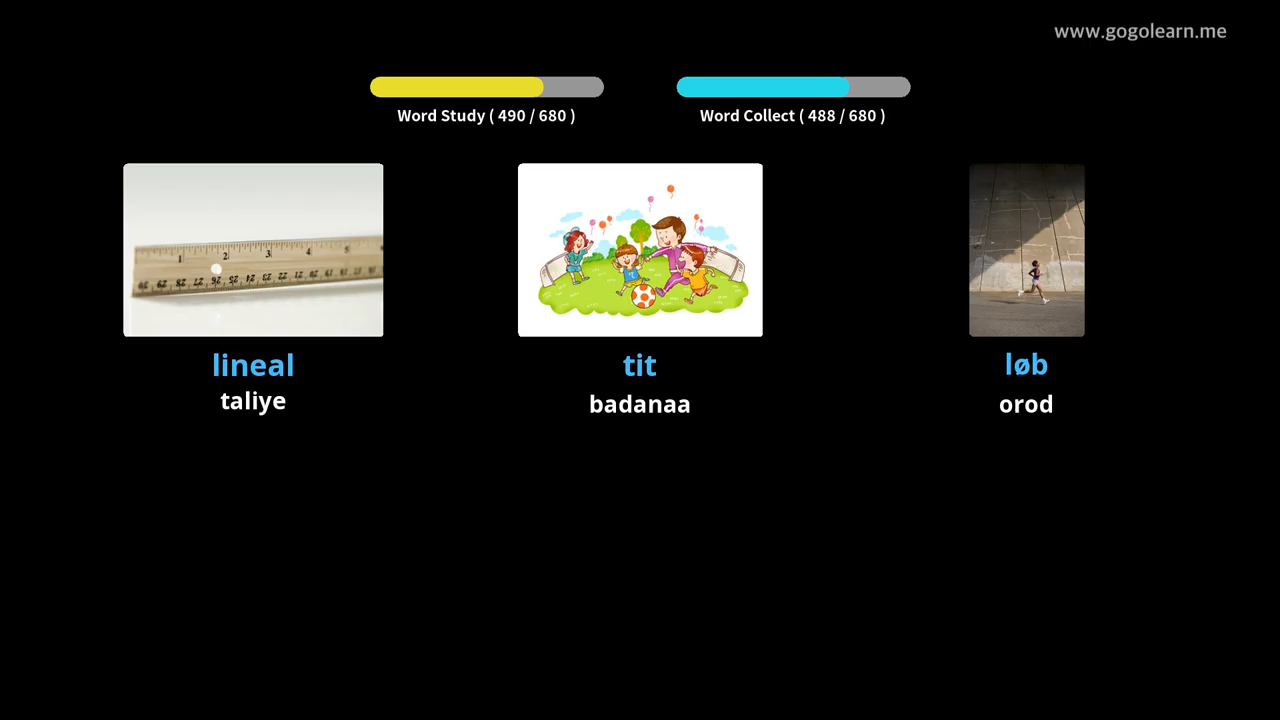 www.gogolearn.me
Word Study ( 490 / 680 )
Word Collect ( 488 / 680 )
lineal
taliye
tit
badanaa
løb
orod